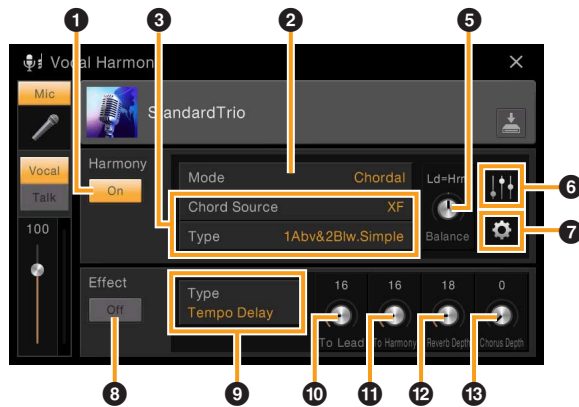 1 2 3 5
Vocal Harmon
Mic
StandardTrio
Harmony
Vocal
On
Talk
Mode Chordal
Chord Source XF
Type 1Abv&2Blw.Simple
Ld=Hrm
Balance
6
7
100
Effect
Off
Type
Tempo Delay
16 16 18 0
To Lead To Harmony Reverb Depth Chorus Depth
8 9 10 11 12 13